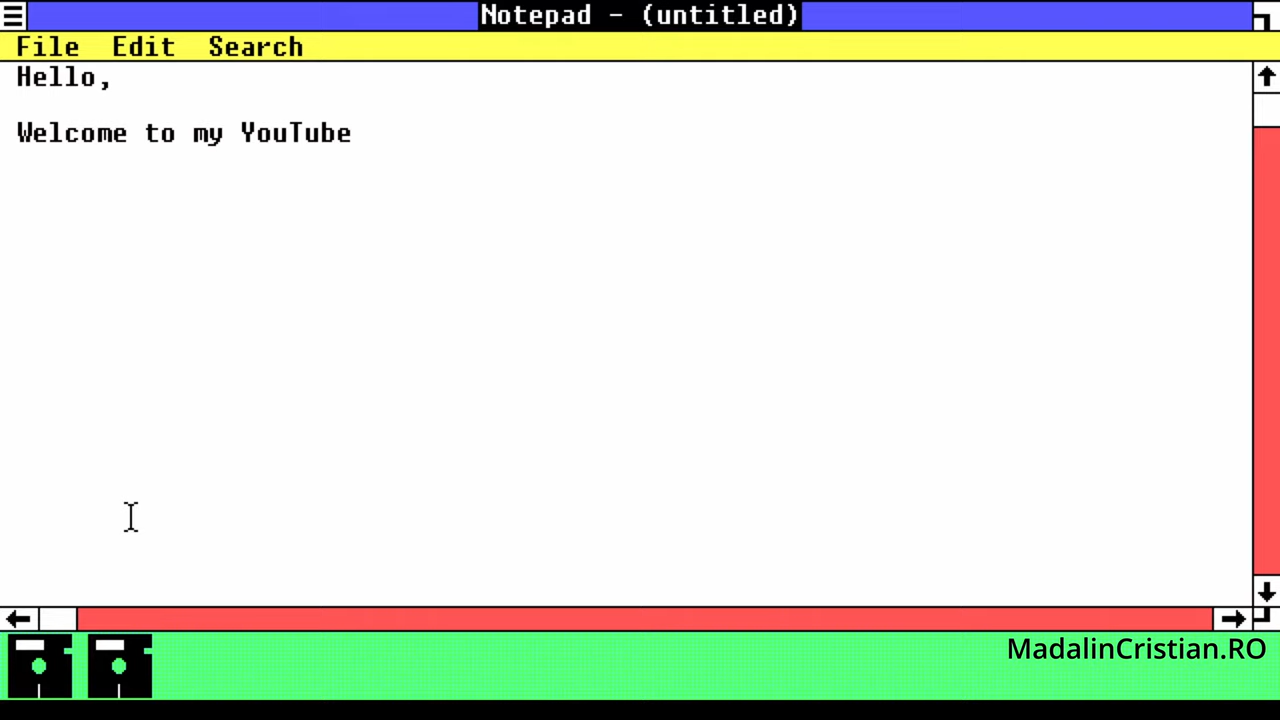 Notepad - (untitled)
File Edit Search
Hello,
Welcome to my YouTube
MadalinCristian.RO